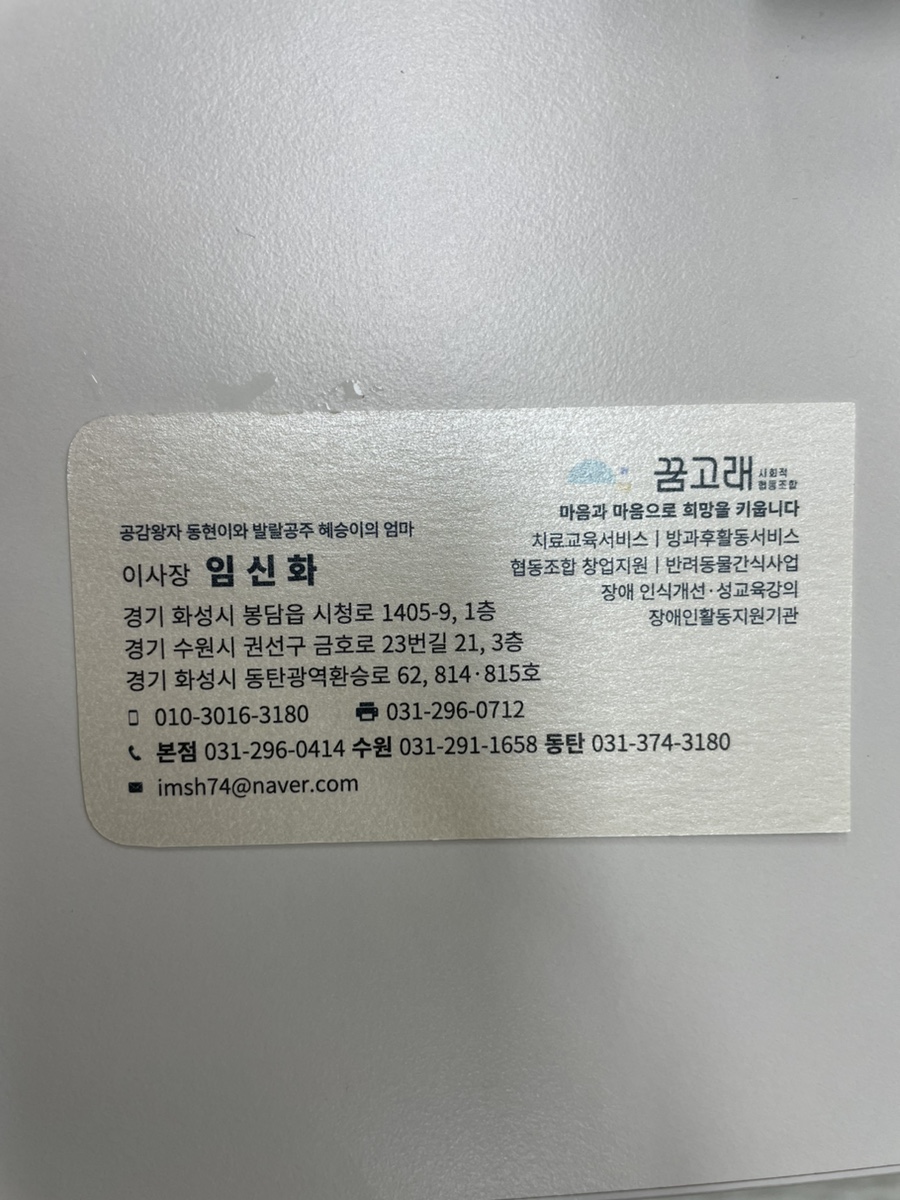 꿈고래 사회적 협동조합
마음과 마음으로 희망을 키웁니다
치료교육서비스 | 방과후활동서비스
협동조합 창업지원 | 반려동물간식사업
장애 인식개선·성교육강의
장애인활동지원기관
공감왕자 동현이와 발랄공주 혜승이의 엄마
이사장 임신화
경기 화성시 봉담읍 시청로 1405-9, 1층
경기 수원시 권선구 금호로 23번길 21, 3층
경기 화성시 동탄광역환승로 62, 814·815호
010-3016-3180 031-296-0712
본점 031-296-0414 수원 031-291-1658 동탄 031-374-3180
imsh74@naver.com